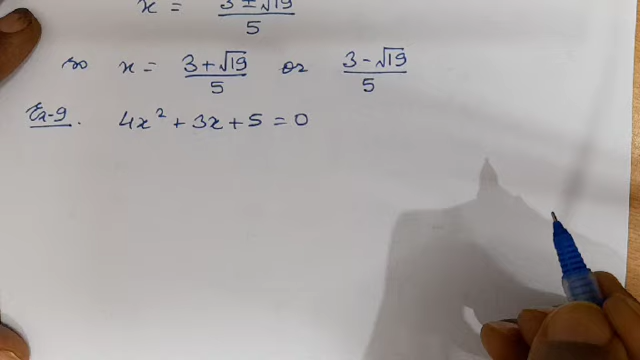 x = 3 ± √19 / 5
so x = 3 + √19 / 5 or 3 - √19 / 5
Ex-9. 4x² + 3x + 5 = 0